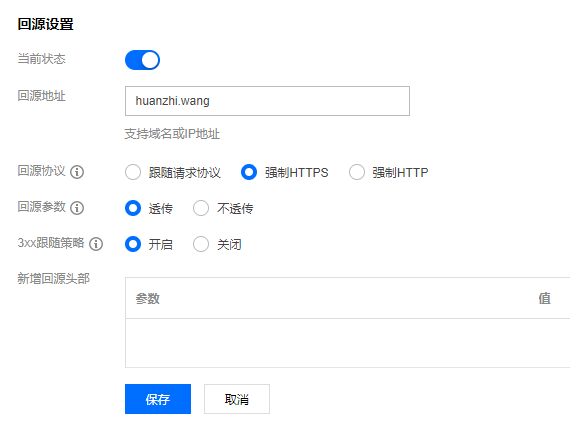 回源设置
当前状态
回源地址
huanzhi.wang
支持域名或IP地址
回源协议 跟随请求协议 强制HTTPS 强制HTTP
回源参数 透传 不透传
3xx跟随策略 开启 关闭
新增回源头部
参数 值
保存 取消